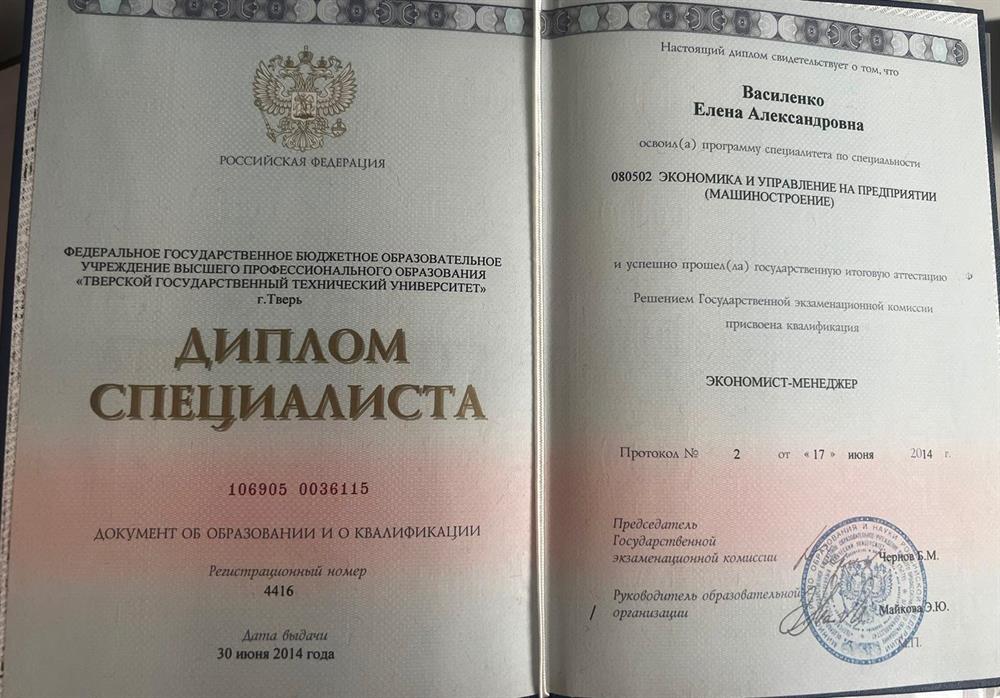 РОССИЙСКАЯ ФЕДЕРАЦИЯ
ФЕДЕРАЛЬНОЕ ГОСУДАРСТВЕННОЕ БЮДЖЕТНОЕ ОБРАЗОВАТЕЛЬНОЕ
УЧРЕЖДЕНИЕ ВЫСШЕГО ПРОФЕССИОНАЛЬНОГО ОБРАЗОВАНИЯ
«ТВЕРСКОЙ ГОСУДАРСТВЕННЫЙ ТЕХНИЧЕСКИЙ УНИВЕРСИТЕТ»
г.Тверь
ДИПЛОМ
СПЕЦИАЛИСТА
106905 0036115
ДОКУМЕНТ ОБ ОБРАЗОВАНИИ И О КВАЛИФИКАЦИИ
Регистрационный номер
4416
Дата выдачи
30 июня 2014 года
Настоящий диплом свидетельствует о том, что
Василенко
Елена Александровна
освоил(а) программу специалитета по специальности
080502 ЭКОНОМИКА И УПРАВЛЕНИЕ НА ПРЕДПРИЯТИИ
(МАШИНОСТРОЕНИЕ)
и успешно прошел(ла) государственную итоговую аттестацию
Решением Государственной экзаменационной комиссии
присвоена квалификация
ЭКОНОМИСТ-МЕНЕДЖЕР
Протокол № 2 от «17» июня 2014 г.
Председатель
Государственной
экзаменационной комиссии Чернов Б.М.
Руководитель образовательной
организации Майкова Э.Ю.
М.П.